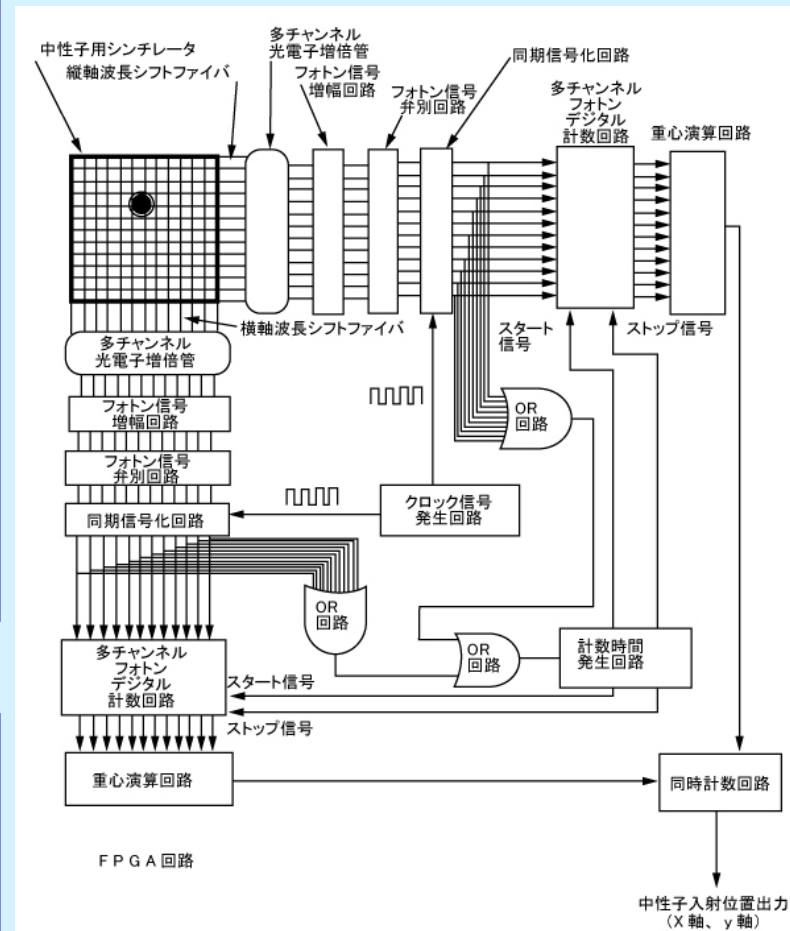 中性子用シンチレータ
縦軸波長シフトファイバ
多チャンネル
光電子増倍管
フォトン信号
増幅回路
フォトン信号
弁別回路
同期信号化回路
多チャンネル
フォトン
デジタル
計数回路
重心演算回路
横軸波長シフトファイバ
スタート
信号
ストップ信号
多チャンネル
光電子増倍管
フォトン信号
増幅回路
フォトン信号
弁別回路
同期信号化回路
クロック信号
発生回路
OR
回路
OR
回路
OR
回路
計数時間
発生回路
多チャンネル
フォトン
デジタル
計数回路
スタート信号
ストップ信号
重心演算回路
同時計数回路
FPGA回路
中性子入射位置出力
(X軸、y軸)